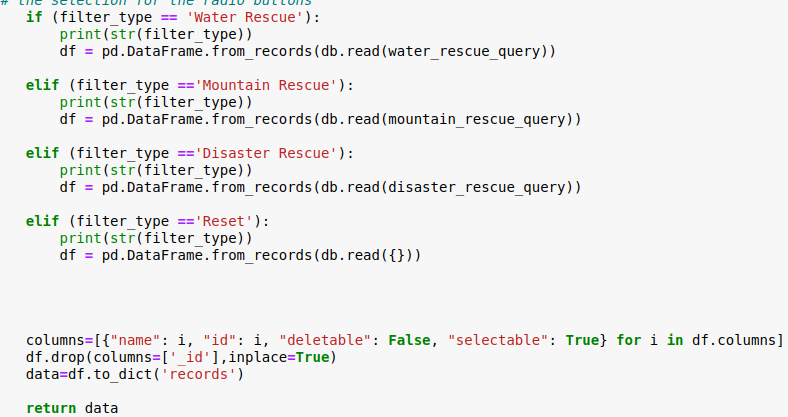 # the selection for the radio buttons
if (filter_type == 'Water Rescue'):
print(str(filter_type))
df = pd.DataFrame.from_records(db.read(water_rescue_query))
elif (filter_type =='Mountain Rescue'):
print(str(filter_type))
df = pd.DataFrame.from_records(db.read(mountain_rescue_query))
elif (filter_type =='Disaster Rescue'):
print(str(filter_type))
df = pd.DataFrame.from_records(db.read(disaster_rescue_query))
elif (filter_type =='Reset'):
print(str(filter_type))
df = pd.DataFrame.from_records(db.read({}))
columns=[{"name": i, "id": i, "deletable": False, "selectable": True} for i in df.columns]
df.drop(columns=['_id'],inplace=True)
data=df.to_dict('records')
return data